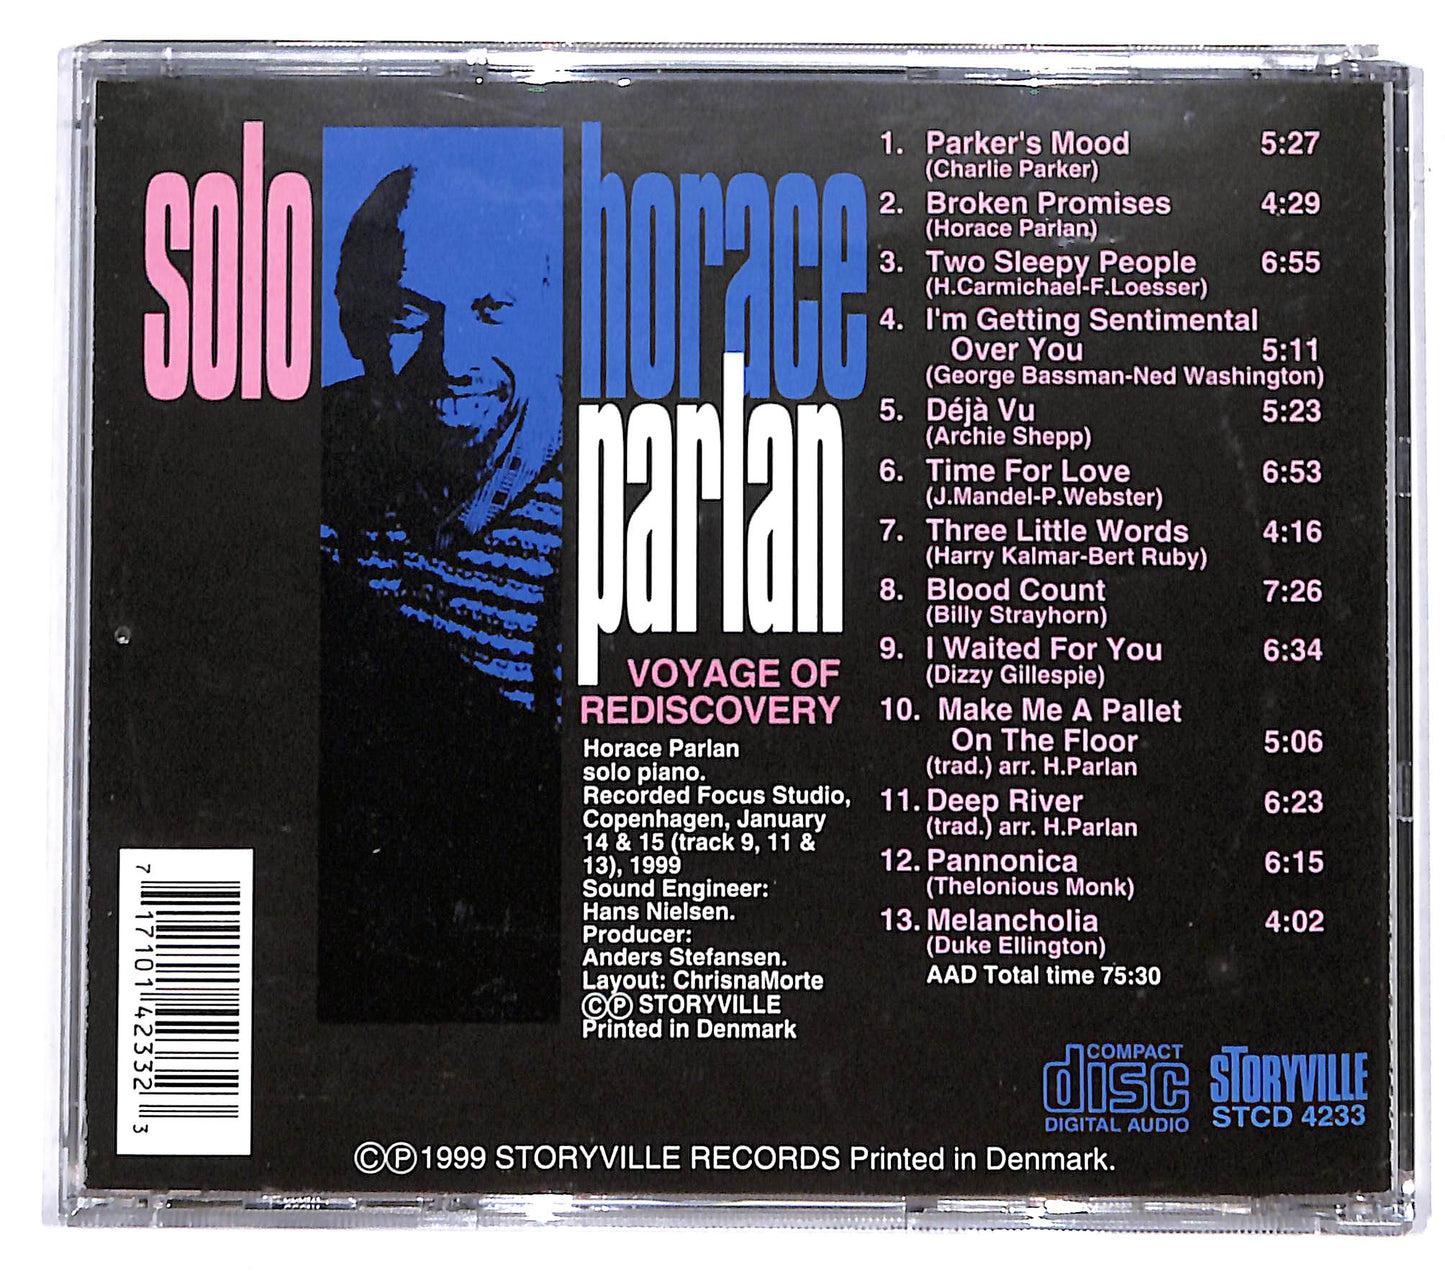 solo
horace
parlan
VOYAGE OF
REDISCOVERY
Horace Parlan
solo piano.
Recorded Focus Studio,
Copenhagen, January
14 & 15 (track 9, 11 &
13), 1999
Sound Engineer:
Hans Nielsen.
Producer:
Anders Stefansen.
Layout: ChrisnaMorte
©℗ STORYVILLE
Printed in Denmark
1. Parker's Mood 5:27
(Charlie Parker)
2. Broken Promises 4:29
(Horace Parlan)
3. Two Sleepy People 6:55
(H.Carmichael-F.Loesser)
4. I'm Getting Sentimental
Over You 5:11
(George Bassman-Ned Washington)
5. Déjà Vu 5:23
(Archie Shepp)
6. Time For Love 6:53
(J.Mandel-P.Webster)
7. Three Little Words 4:16
(Harry Kalmar-Bert Ruby)
8. Blood Count 7:26
(Billy Strayhorn)
9. I Waited For You 6:34
(Dizzy Gillespie)
10. Make Me A Pallet
On The Floor 5:06
(trad.) arr. H.Parlan
11. Deep River 6:23
(trad.) arr. H.Parlan
12. Pannonica 6:15
(Thelonious Monk)
13. Melancholia 4:02
(Duke Ellington)
AAD Total time 75:30
7 17101 42332 3
COMPACT
disc
DIGITAL AUDIO
STORYVILLE
STCD 4233
©℗1999 STORYVILLE RECORDS Printed in Denmark.